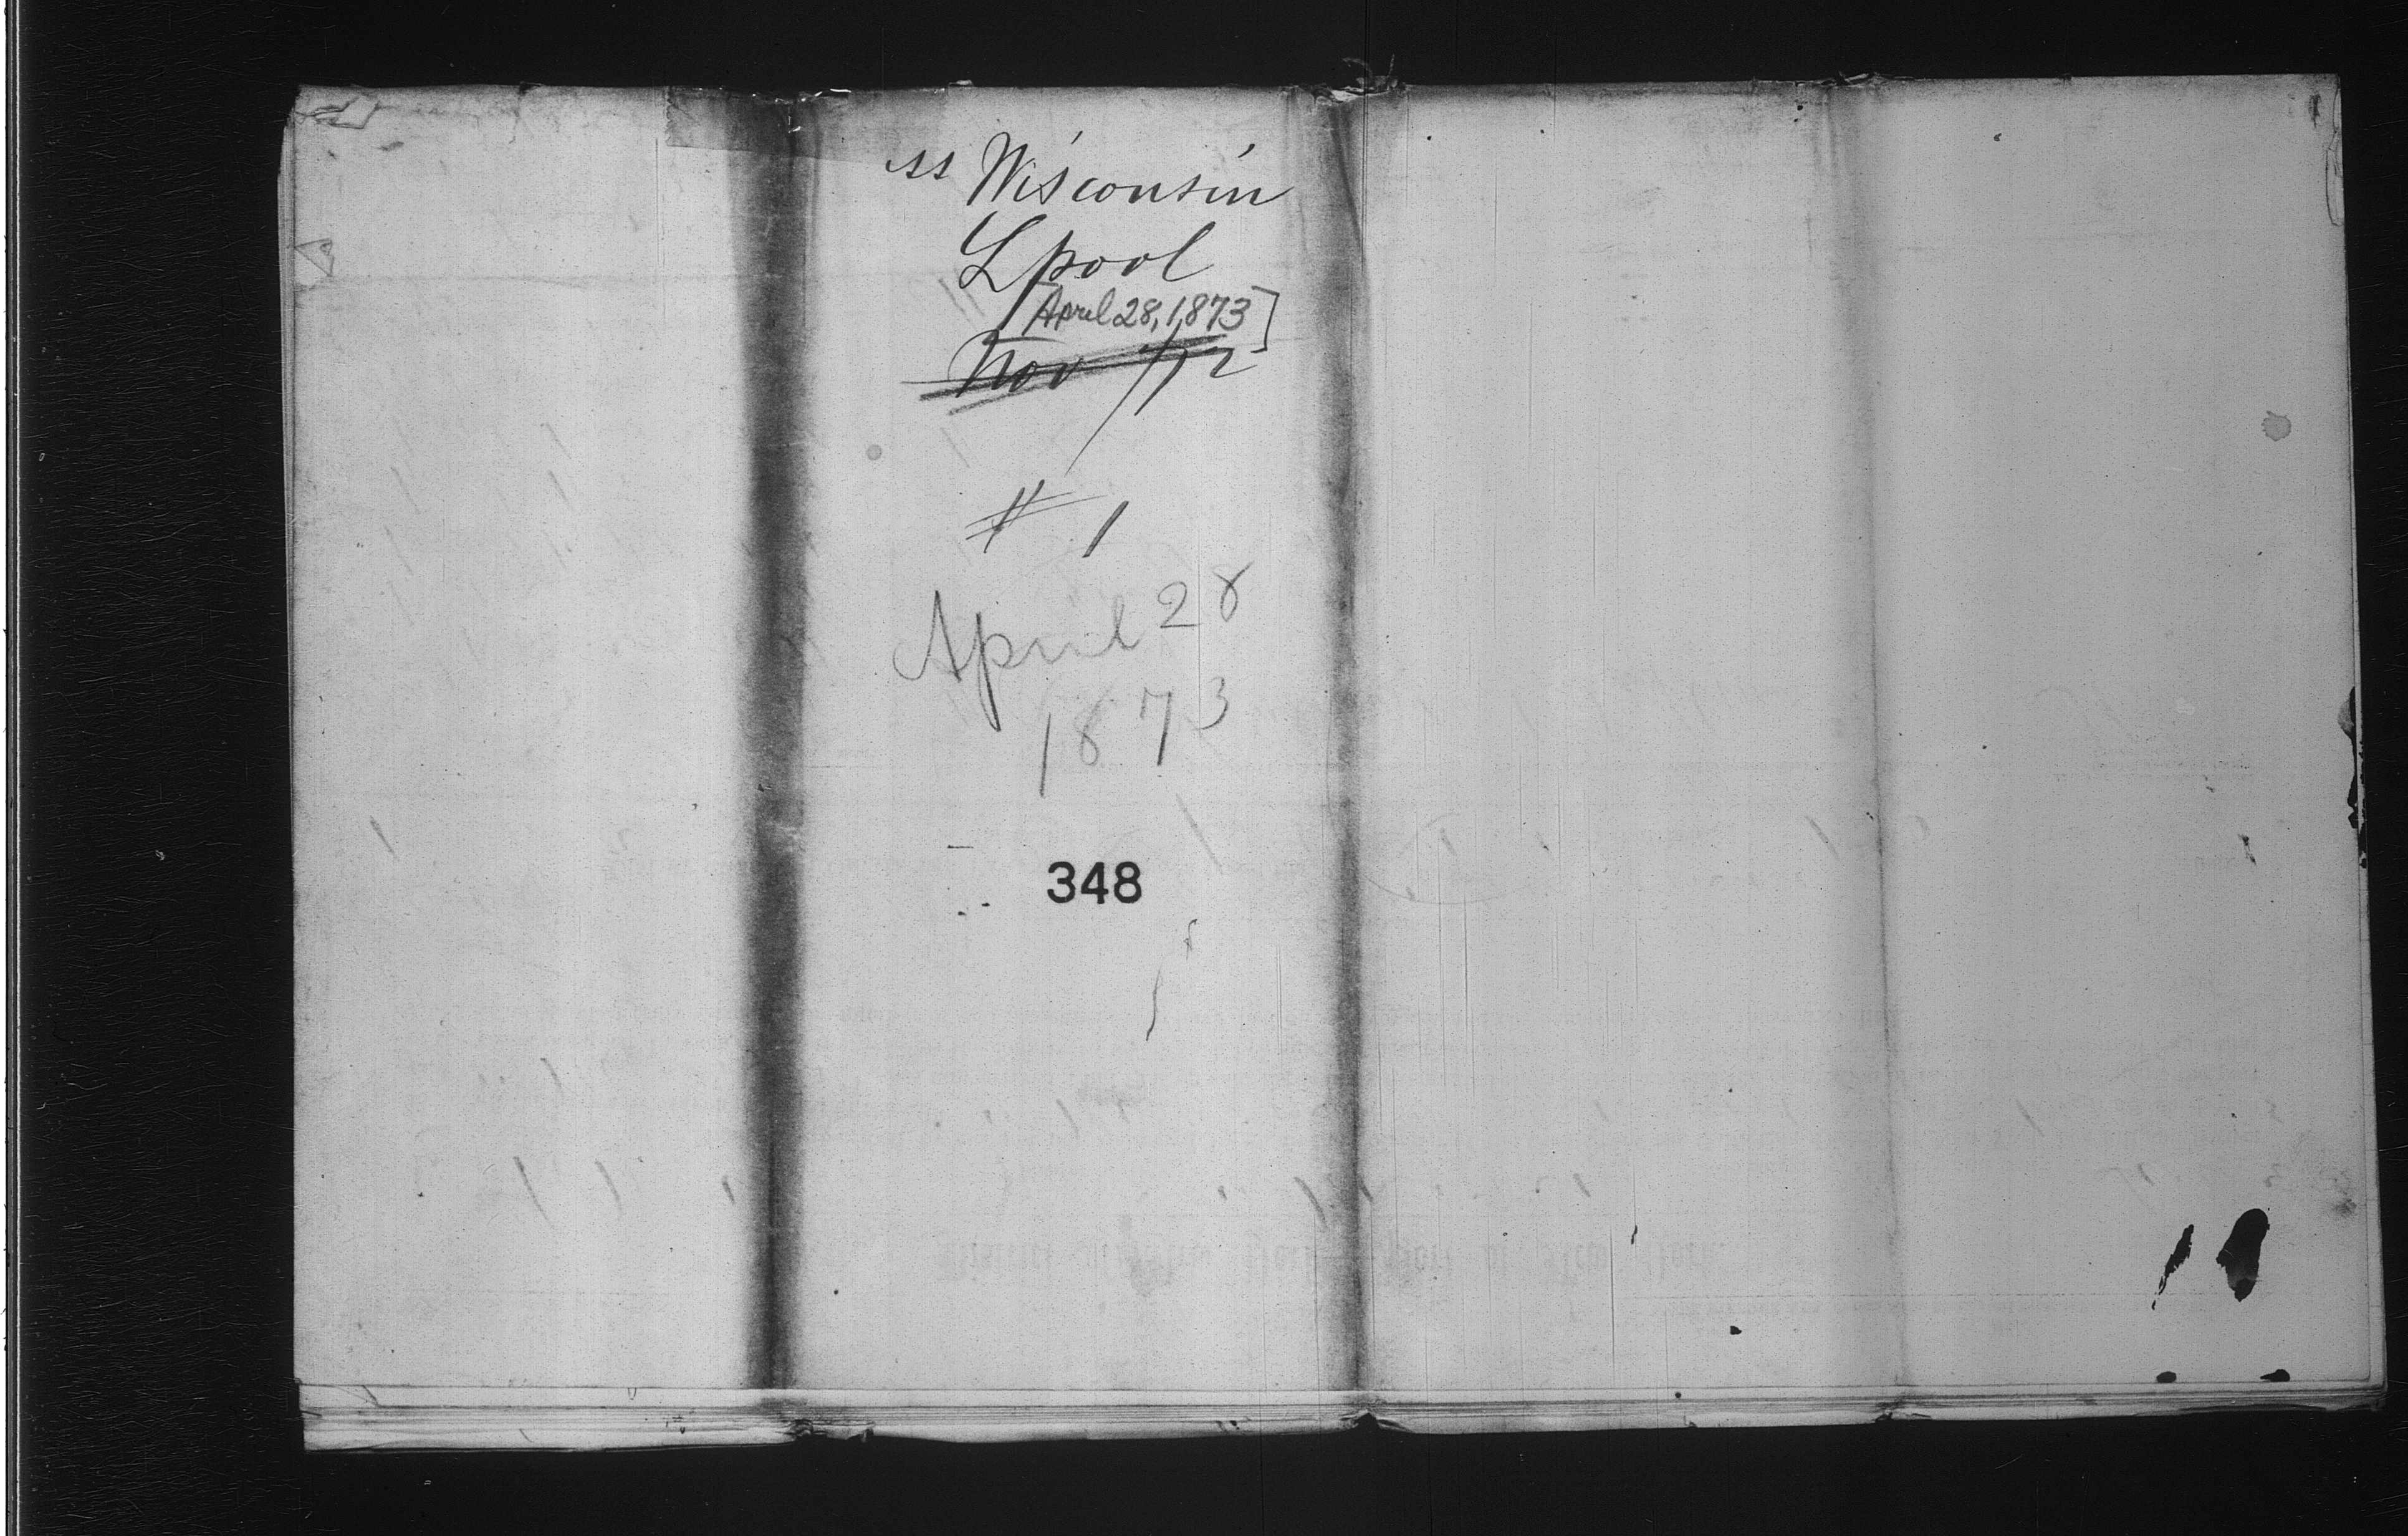 ss Wisconsin
Lpool
[April 28, 1873]
Nov /72
# 1
April 28
1873
348